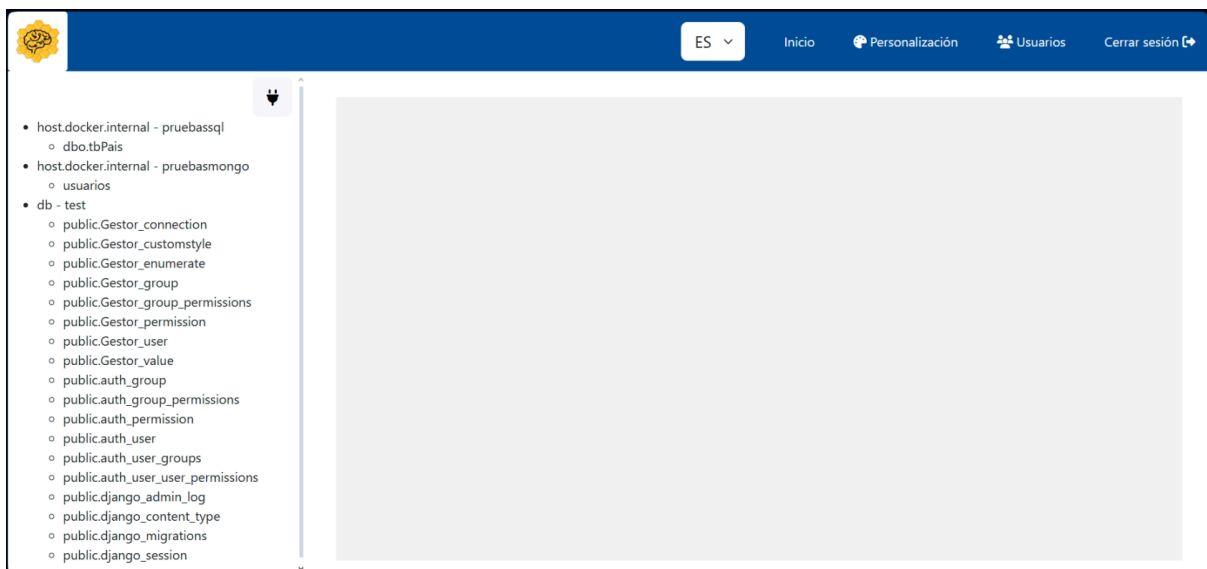 ES
Inicio
Personalización
Usuarios
Cerrar sesión
host.docker.internal - pruebassql
dbo.tbPais
host.docker.internal - pruebasmongo
usuarios
db - test
public.Gestor_connection
public.Gestor_customstyle
public.Gestor_enumerate
public.Gestor_group
public.Gestor_group_permissions
public.Gestor_permission
public.Gestor_user
public.Gestor_value
public.auth_group
public.auth_group_permissions
public.auth_permission
public.auth_user
public.auth_user_groups
public.auth_user_user_permissions
public.django_admin_log
public.django_content_type
public.django_migrations
public.django_session